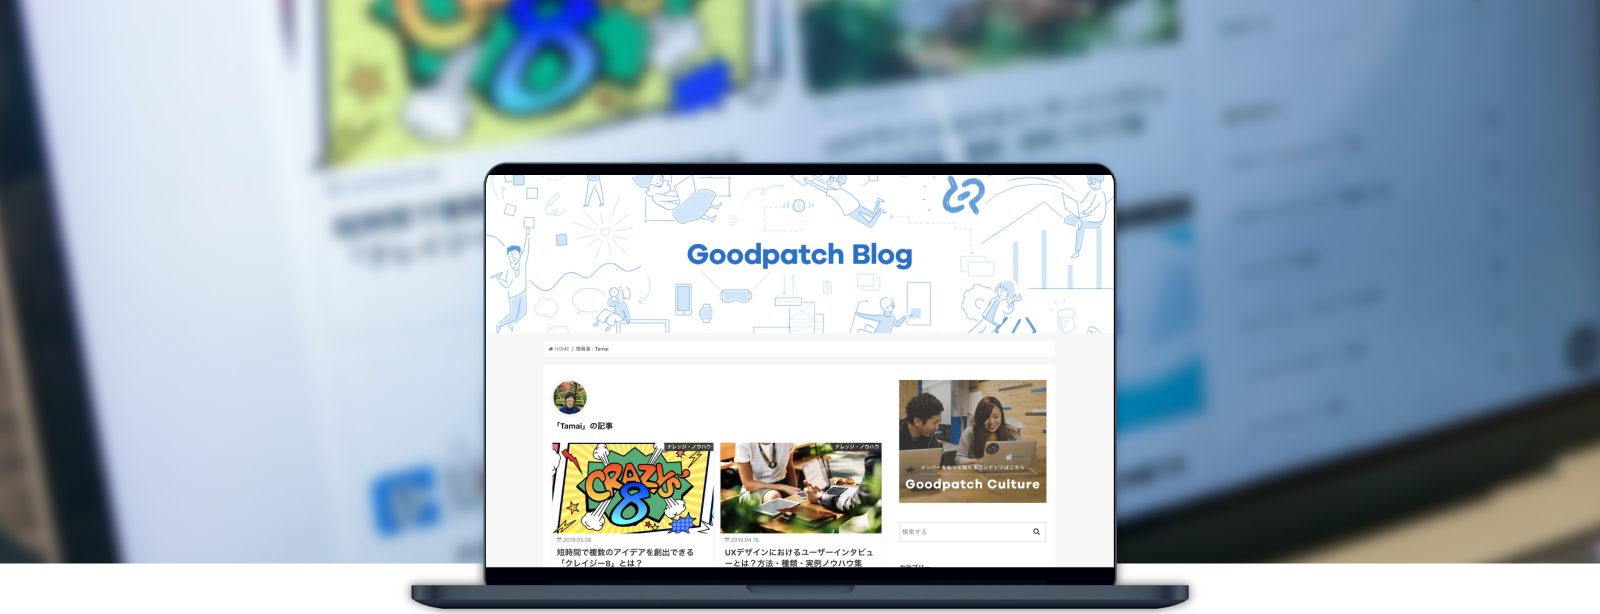 Goodpatch Blog
HOME / 投稿者 : Tamai
「Tamai」の記事
ナレッジ・ノウハウ
CRAZY
8
2019.05.09
短時間で複数のアイデアを創出できる
「クレイジー8」とは？
ナレッジ・ノウハウ
2019.04.18
UXデザインにおけるユーザーインタビュ
ーとは？方法・種類・実例ノウハウ集
メンバーをもっと知れるコンテンツはこちら
Goodpatch Culture
検索する